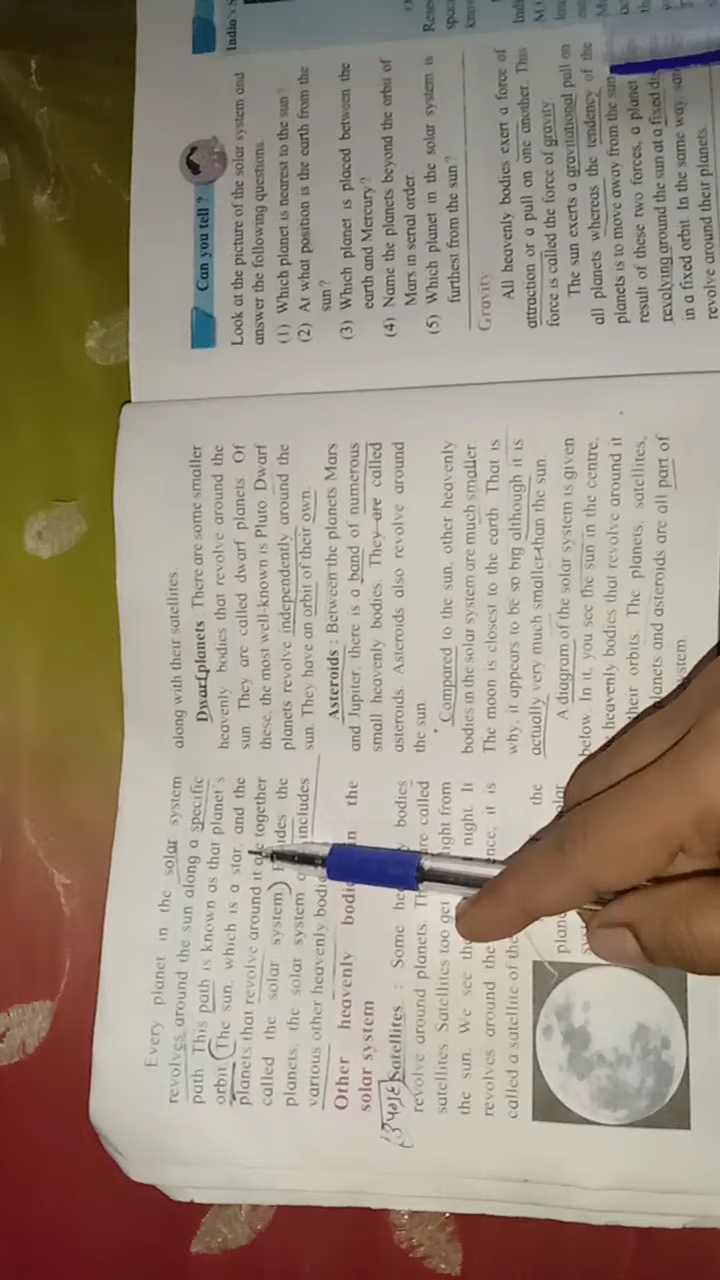 Every planet in the solar system
revolves around the sun along a specific
path. This path is known as that planet's
orbit. The sun, which is a star, and the
planets that revolve around it are together
called the solar system. the
planets, the solar system includes
various other heavenly
Other heavenly the
solar system
उपग्रह
Satellites : Some bodies
revolve around planets. called
satellites. Satellites too get from
the sun. We see night. It
revolves around the it is
called a satellite of the
the
along with their satellites.
Dwarf planets : There are some smaller
heavenly bodies that revolve around the
sun. They are called dwarf planets. Of
these, the most well-known is Pluto. Dwarf
planets revolve independently around the
sun. They have an orbit of their own.
Asteroids : Between the planets Mars
and Jupiter, there is a band of numerous
small heavenly bodies. They are called
asteroids. Asteroids also revolve around
the sun.
Compared to the sun, other heavenly
bodies in the solar system are much smaller.
The moon is closest to the earth. That is
why, it appears to be so big although it is
actually very much smaller than the sun.
A diagram of the solar system is given
below. In it, you see the sun in the centre,
heavenly bodies that revolve around it
their orbits. The planets, satellites,
planets and asteroids are all part of
system.
Can you tell ?
Look at the picture of the solar system and
answer the following questions.
(1) Which planet is nearest to the sun ?
(2) At what position is the earth from the
sun ?
(3) Which planet is placed between the
earth and Mercury ?
(4) Name the planets beyond the orbit of
Mars in serial order.
(5) Which planet in the solar system is
furthest from the sun ?
Gravity
All heavenly bodies exert a force of
attraction or a pull on one another. This
force is called the force of gravity.
The sun exerts a gravitational pull on
all planets whereas the tendency of the
planets is to move away from the sun
result of these two forces, a planet
revolving around the sun at a fixed
in a fixed orbit. In the same way,
revolve around their planets.
India's